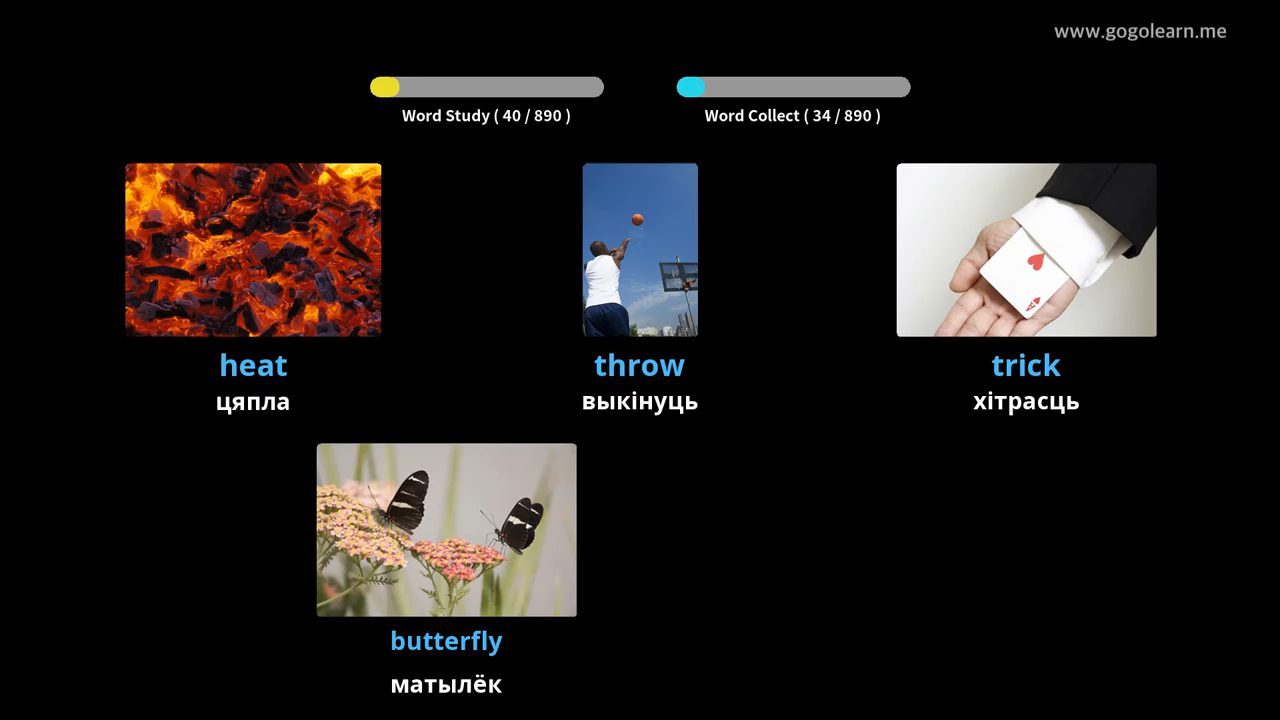 www.gogolearn.me
Word Study ( 40 / 890 )
Word Collect ( 34 / 890 )
heat
цяпла
throw
выкінуць
trick
хітрасць
butterfly
матылёк